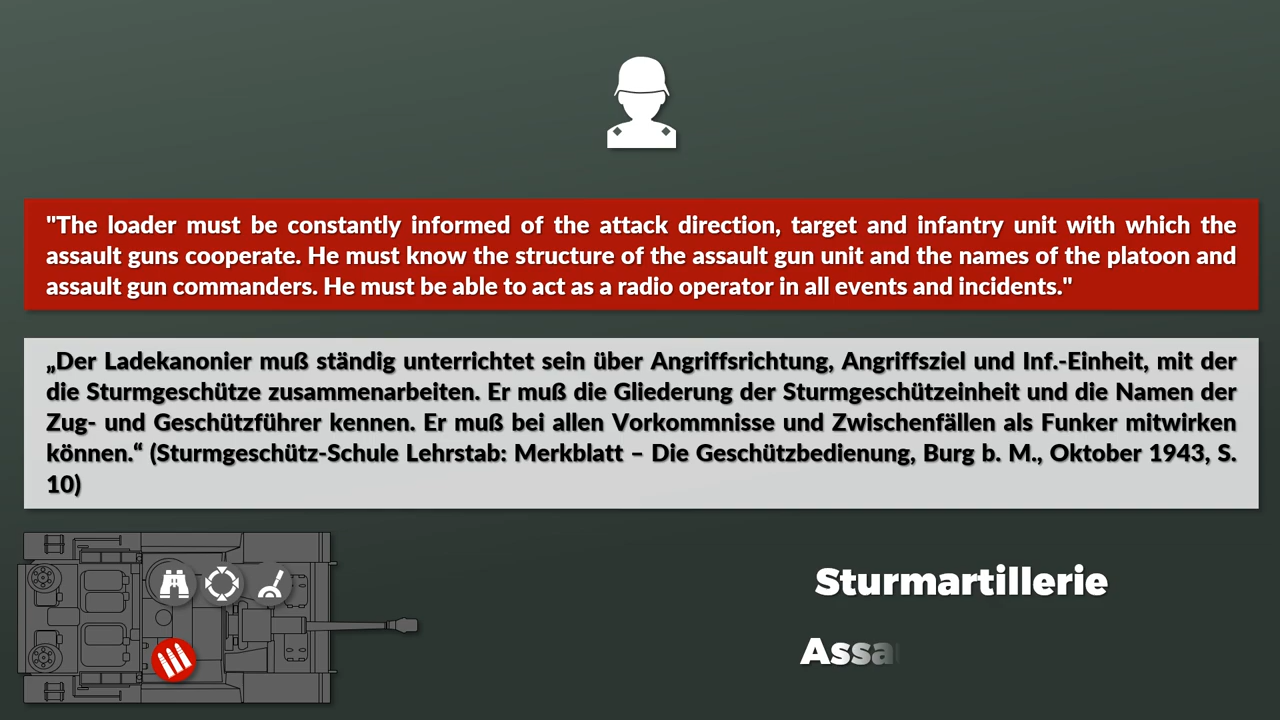 "The loader must be constantly informed of the attack direction, target and infantry unit with which the
assault guns cooperate. He must know the structure of the assault gun unit and the names of the platoon and
assault gun commanders. He must be able to act as a radio operator in all events and incidents."
„Der Ladekanonier muß ständig unterrichtet sein über Angriffsrichtung, Angriffsziel und Inf.-Einheit, mit der
die Sturmgeschütze zusammenarbeiten. Er muß die Gliederung der Sturmgeschützeinheit und die Namen der
Zug- und Geschützführer kennen. Er muß bei allen Vorkommnisse und Zwischenfällen als Funker mitwirken
können.“ (Sturmgeschütz-Schule Lehrstab: Merkblatt – Die Geschützbedienung, Burg b. M., Oktober 1943, S.
10)
Sturmartillerie